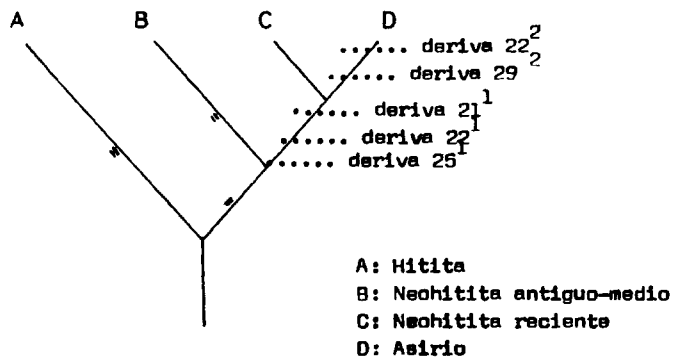 A B C D
deriva 22²
deriva 29²
deriva 21¹
deriva 22¹
deriva 25¹
A: Hitita
B: Neohitita antiguo-medio
C: Neohitita reciente
D: Asirio